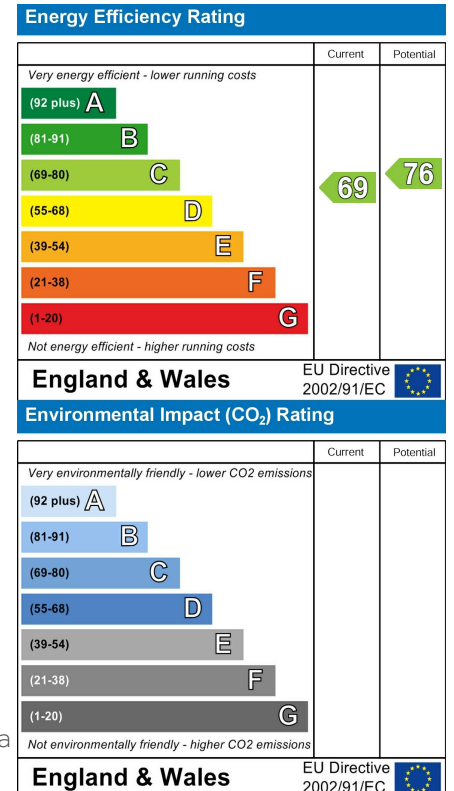 Energy Efficiency Rating
Current Potential
Very energy efficient - lower running costs
(92 plus) A
(81-91) B
(69-80) C
69 76
(55-68) D
(39-54) E
(21-38) F
(1-20) G
Not energy efficient - higher running costs
England & Wales
EU Directive
2002/91/EC
Environmental Impact (CO₂) Rating
Current Potential
Very environmentally friendly - lower CO2 emissions
(92 plus) A
(81-91) B
(69-80) C
(55-68) D
(39-54) E
(21-38) F
(1-20) G
a
Not environmentally friendly - higher CO2 emissions
England & Wales
EU Directive
2002/91/EC